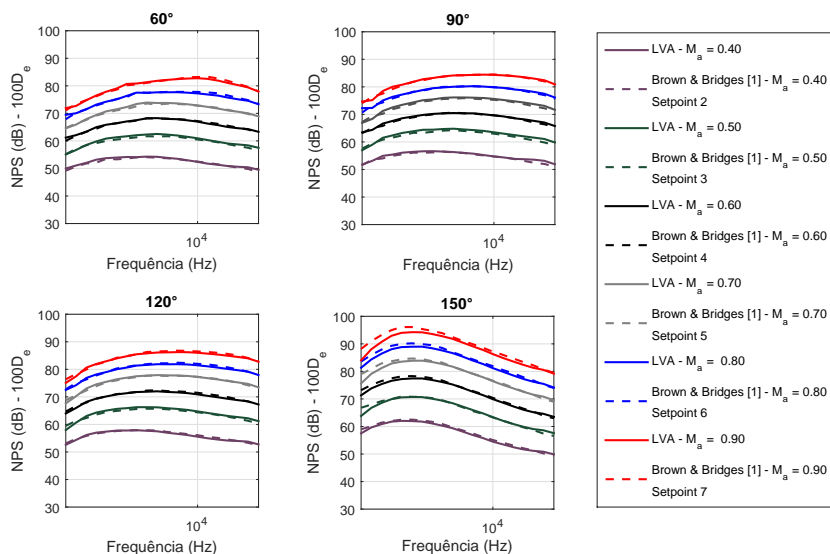 60°
100
90
80
70
60
50
40
30
NPS (dB) - 100D_e
10^4
Frequência (Hz)
90°
100
90
80
70
60
50
40
30
NPS (dB) - 100D_e
10^4
Frequência (Hz)
120°
100
90
80
70
60
50
40
30
NPS (dB) - 100D_e
10^4
Frequência (Hz)
150°
100
90
80
70
60
50
40
30
NPS (dB) - 100D_e
10^4
Frequência (Hz)
LVA - M_a = 0.40
Brown & Bridges [1] - M_a = 0.40
Setpoint 2
LVA - M_a = 0.50
Brown & Bridges [1] - M_a = 0.50
Setpoint 3
LVA - M_a = 0.60
Brown & Bridges [1] - M_a = 0.60
Setpoint 4
LVA - M_a = 0.70
Brown & Bridges [1] - M_a = 0.70
Setpoint 5
LVA - M_a = 0.80
Brown & Bridges [1] - M_a = 0.80
Setpoint 6
LVA - M_a = 0.90
Brown & Bridges [1] - M_a = 0.90
Setpoint 7